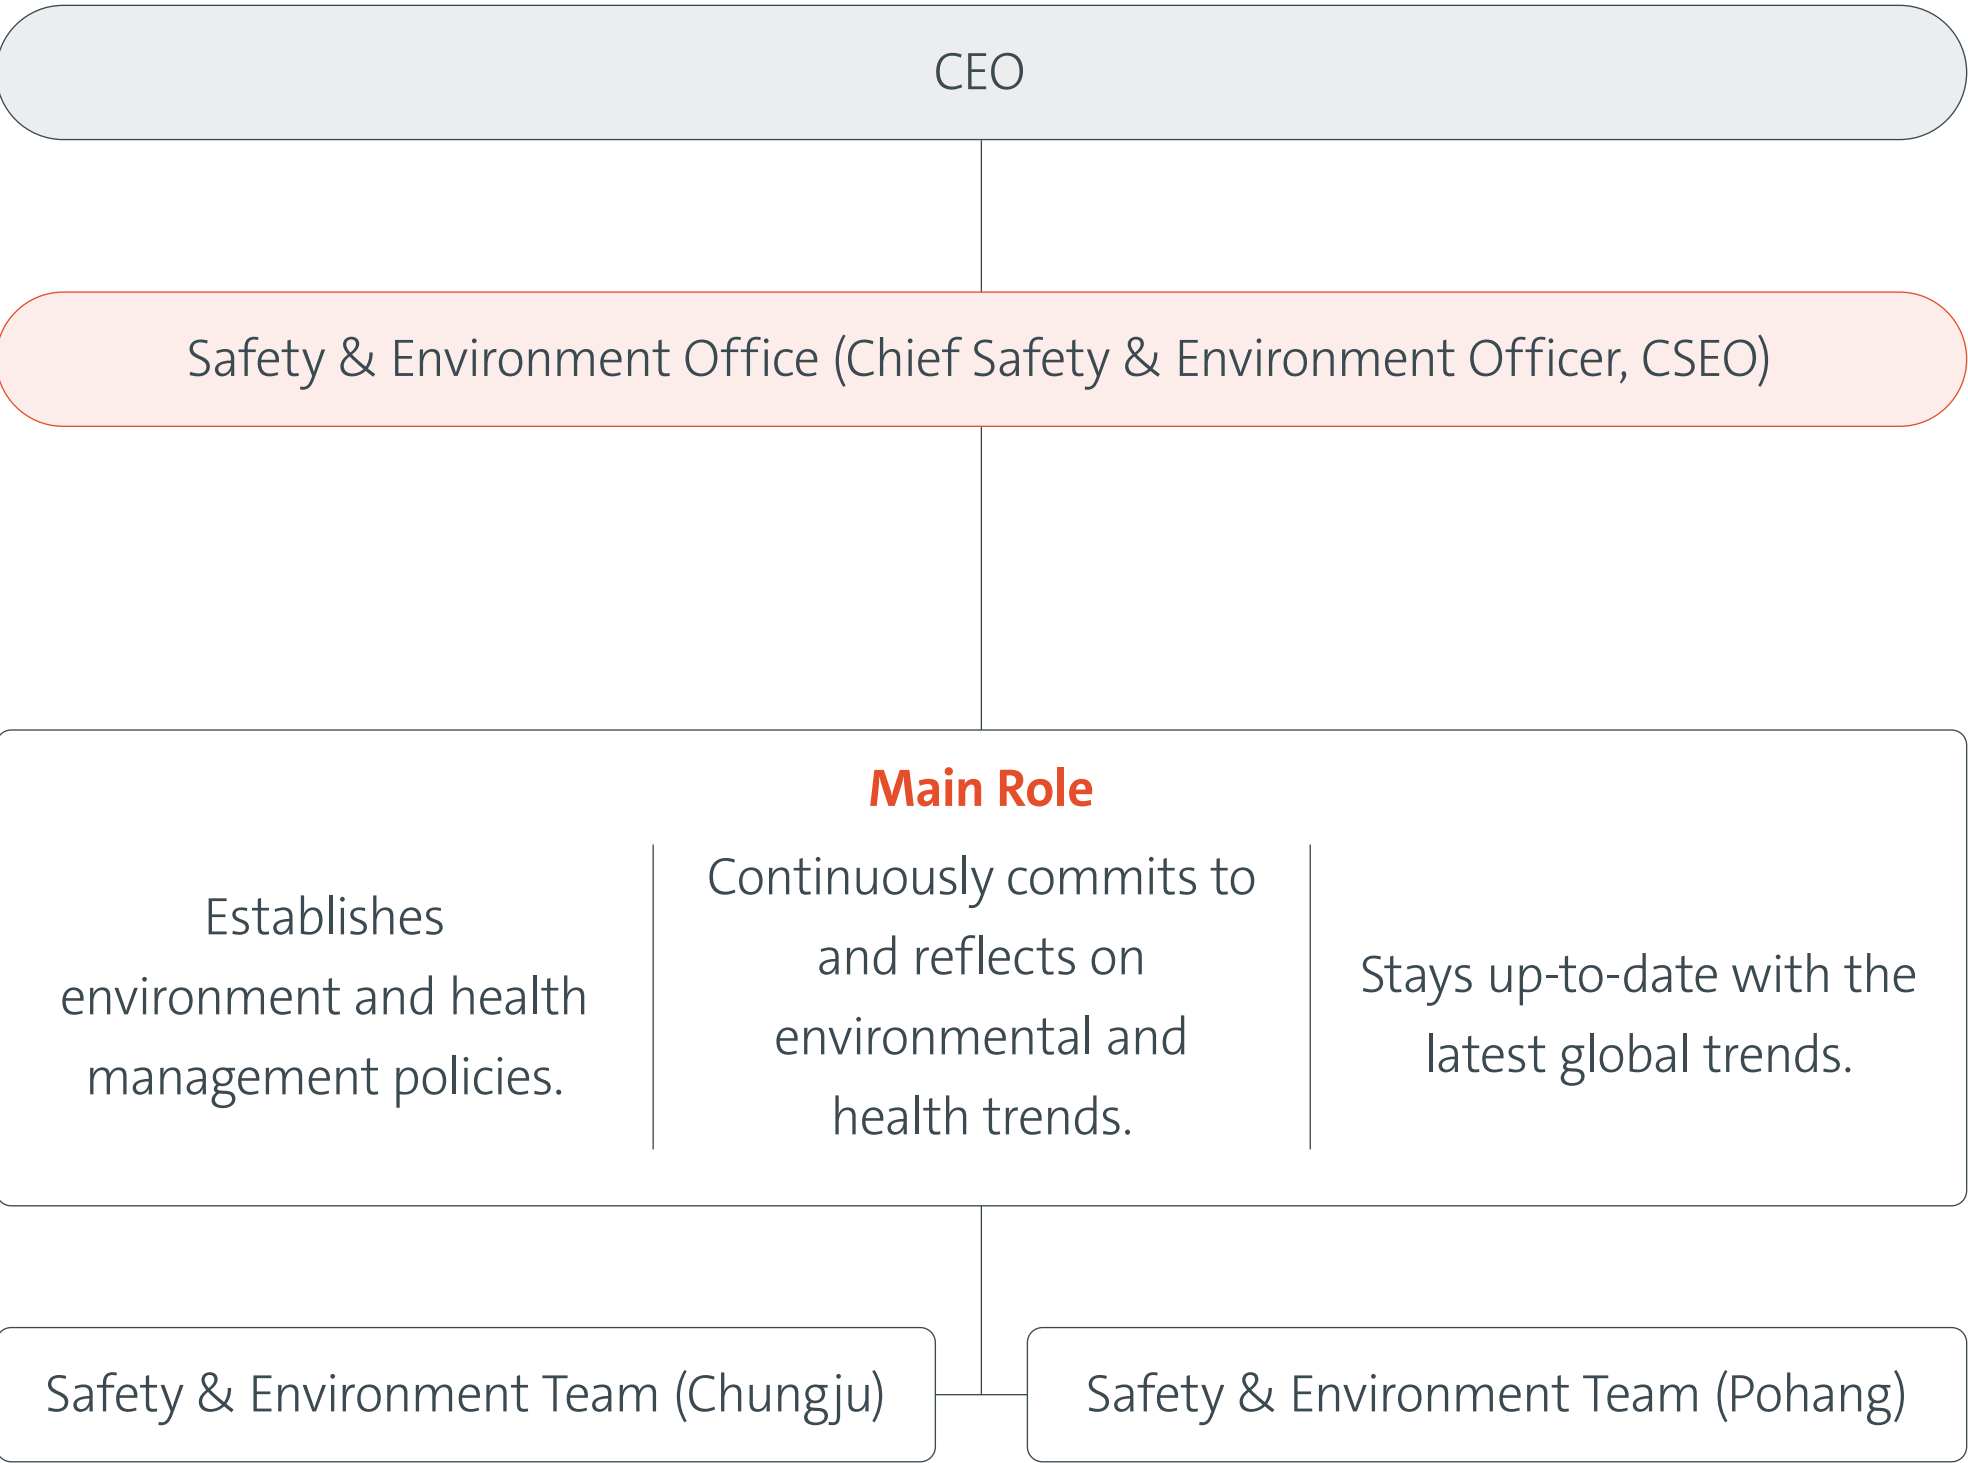 CEO
Safety & Environment Office (Chief Safety & Environment Officer, CSEO)
Main Role
Establishes
environment and health
management policies.
Continuously commits to
and reflects on
environmental and
health trends.
Stays up-to-date with the
latest global trends.
Safety & Environment Team (Chungju)
Safety & Environment Team (Pohang)